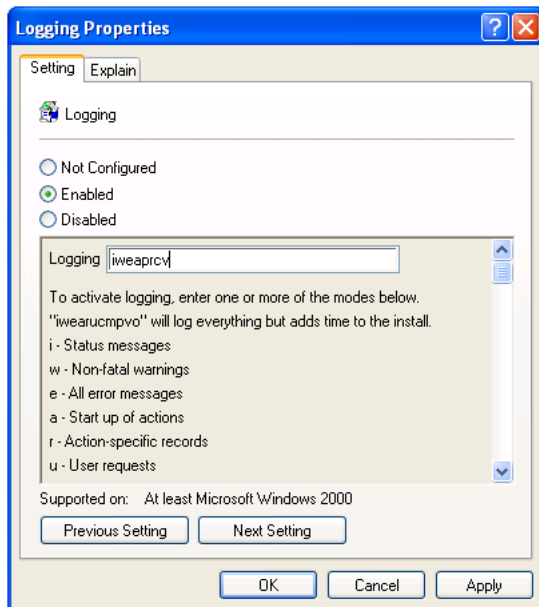 Logging Properties
Setting Explain
Logging
Not Configured
Enabled
Disabled
Logging iweaprcv
To activate logging, enter one or more of the modes below.
"iwearucmpvo" will log everything but adds time to the install.
i - Status messages
w - Non-fatal warnings
e - All error messages
a - Start up of actions
r - Action-specific records
u - User requests
Supported on: At least Microsoft Windows 2000
Previous Setting Next Setting
OK Cancel Apply